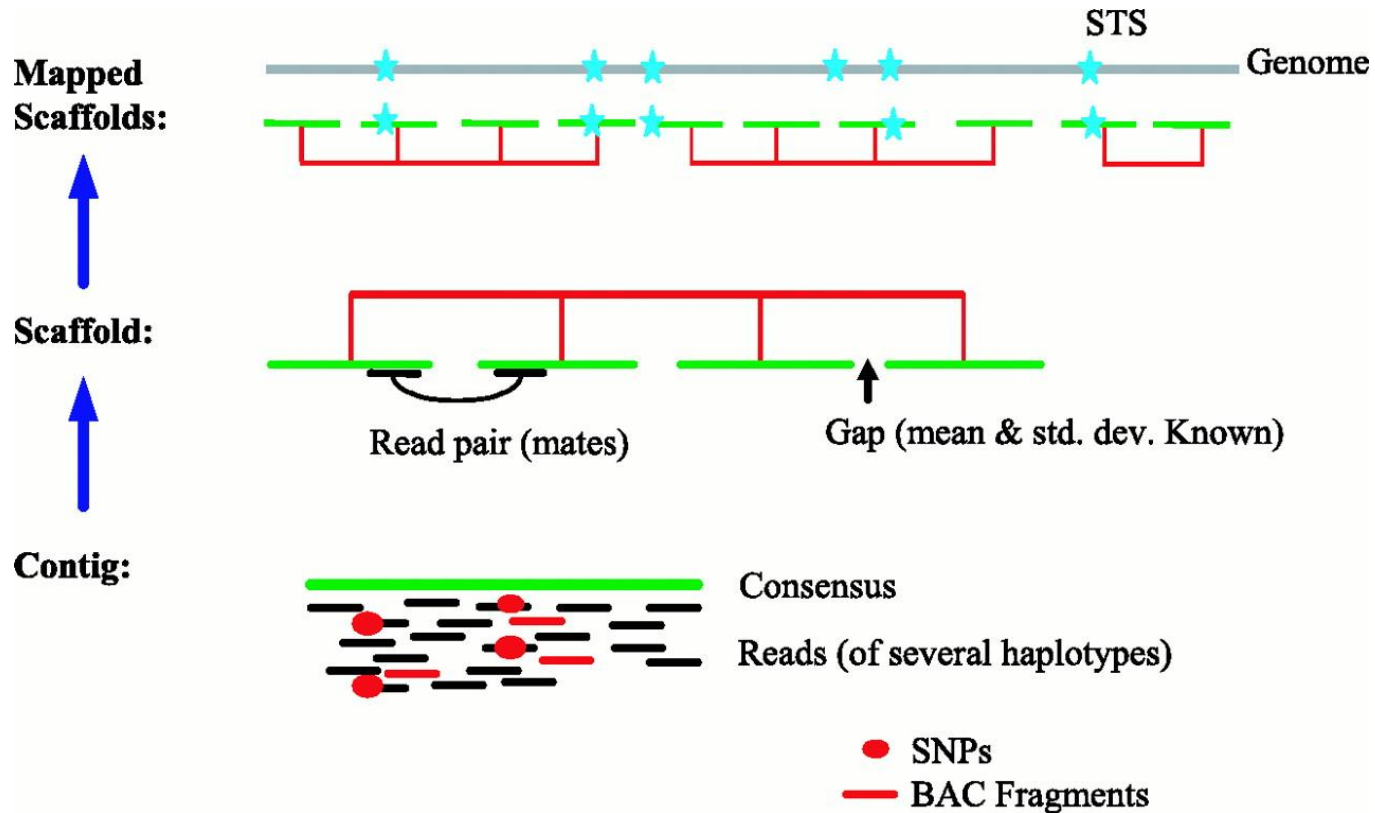 STS
Genome
Mapped
Scaffolds:
Scaffold:
Read pair (mates)
Gap (mean & std. dev. Known)
Contig:
Consensus
Reads (of several haplotypes)
SNPs
BAC Fragments